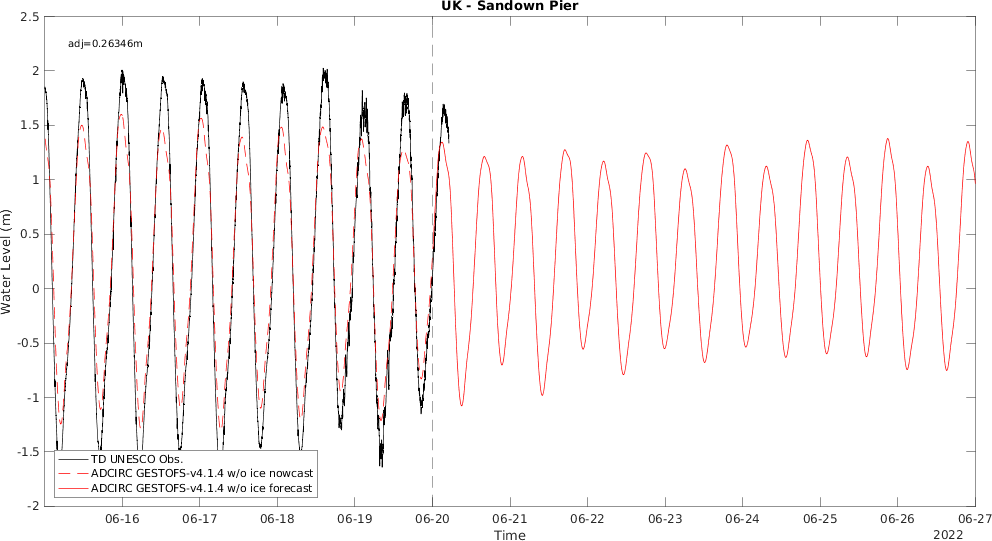 UK - Sandown Pier
adj=0.26346m
2.5
2
1.5
1
0.5
0
-0.5
-1
-1.5
-2
Water Level (m)
TD UNESCO Obs.
ADCIRC GESTOFS-v4.1.4 w/o ice nowcast
ADCIRC GESTOFS-v4.1.4 w/o ice forecast
06-16 06-17 06-18 06-19 06-20 06-21 06-22 06-23 06-24 06-25 06-26 06-27
Time
2022